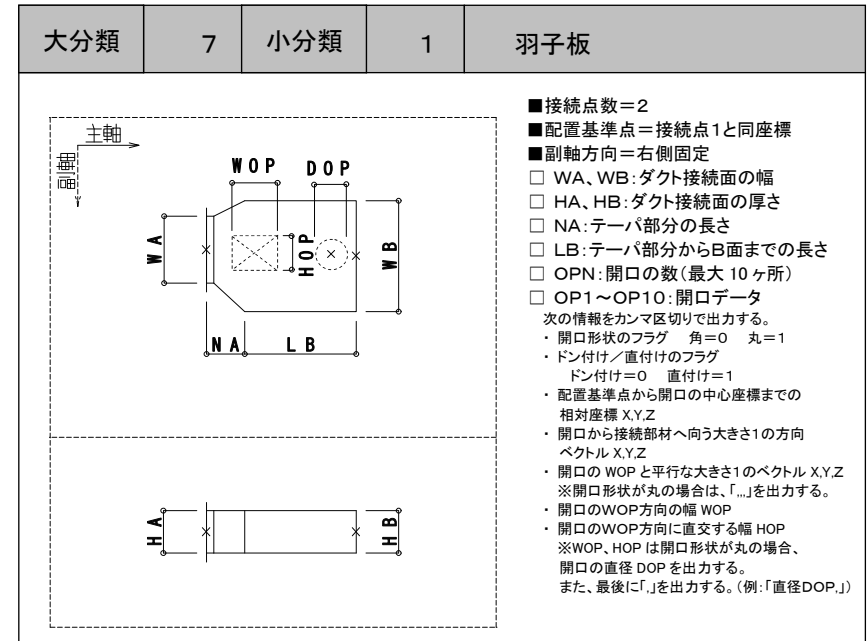 大分類 7 小分類 1 羽子板
主軸
副軸
WOP DOP
WA
HOP
WB
NA LB
HA
HB
■接続点数＝2
■配置基準点＝接続点1と同座標
■副軸方向＝右側固定
□ WA、WB：ダクト接続面の幅
□ HA、HB：ダクト接続面の厚さ
□ NA：テーパ部分の長さ
□ LB：テーパ部分からB面までの長さ
□ OPN：開口の数（最大 10 ヶ所）
□ OP1～OP10：開口データ
次の情報をカンマ区切りで出力する。
・ 開口形状のフラグ 角＝0 丸＝1
・ドン付け／直付けのフラグ
ドン付け＝0 直付け＝1
・ 配置基準点から開口の中心座標までの
相対座標 X,Y,Z
・ 開口から接続部材へ向う大きさ1の方向
ベクトル X,Y,Z
・ 開口の WOP と平行な大きさ1のベクトル X,Y,Z
※開口形状が丸の場合は、「,,,」を出力する。
・ 開口のWOP方向の幅 WOP
・ 開口のWOP方向に直交する幅 HOP
※WOP、HOP は開口形状が丸の場合、
開口の直径 DOP を出力する。
また、最後に「,」を出力する。（例：「直径DOP,」）